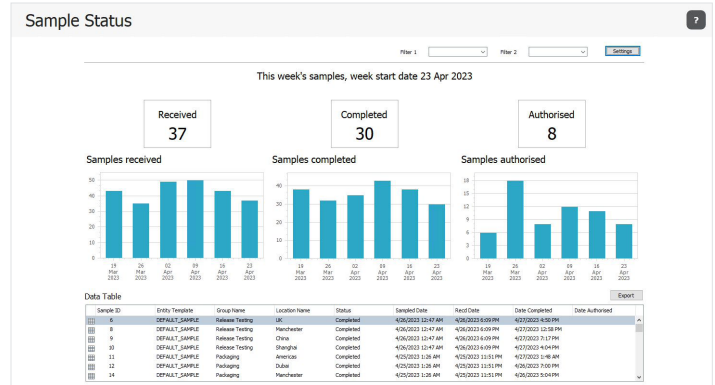 Sample Status
?
Filter 1 Filter 2 Settings
This week's samples, week start date 23 Apr 2023
Received Completed Authorised
37 30 8
Samples received Samples completed Samples authorised
50
40
30
20
10
0
19 Mar 2023 26 Mar 2023 02 Apr 2023 09 Apr 2023 16 Apr 2023 23 Apr 2023
40
30
20
10
0
19 Mar 2023 26 Mar 2023 02 Apr 2023 09 Apr 2023 16 Apr 2023 23 Apr 2023
18
15
12
9
6
3
0
19 Mar 2023 26 Mar 2023 02 Apr 2023 09 Apr 2023 16 Apr 2023 23 Apr 2023
Data Table Export
Sample ID Entity Template Group Name Location Name Status Sampled Date Recd Date Date Completed Date Authorised
6 DEFAULT_SAMPLE Release Testing UK Completed 4/26/2023 12:47 AM 4/26/2023 6:09 PM 4/27/2023 4:50 PM
8 DEFAULT_SAMPLE Release Testing Manchester Completed 4/26/2023 12:47 AM 4/26/2023 6:09 PM 4/27/2023 12:58 PM
9 DEFAULT_SAMPLE Release Testing China Completed 4/26/2023 12:47 AM 4/26/2023 6:09 PM 4/27/2023 7:17 PM
10 DEFAULT_SAMPLE Release Testing Shanghai Completed 4/26/2023 12:47 AM 4/26/2023 6:09 PM 4/27/2023 4:04 PM
11 DEFAULT_SAMPLE Packaging Americas Completed 4/25/2023 1:26 AM 4/25/2023 11:51 PM 4/27/2023 1:48 AM
12 DEFAULT_SAMPLE Packaging Dubai Completed 4/25/2023 1:26 AM 4/25/2023 11:51 PM 4/26/2023 7:00 PM
14 DEFAULT_SAMPLE Packaging Manchester Completed 4/25/2023 1:26 AM 4/25/2023 11:51 PM 4/26/2023 5:04 PM